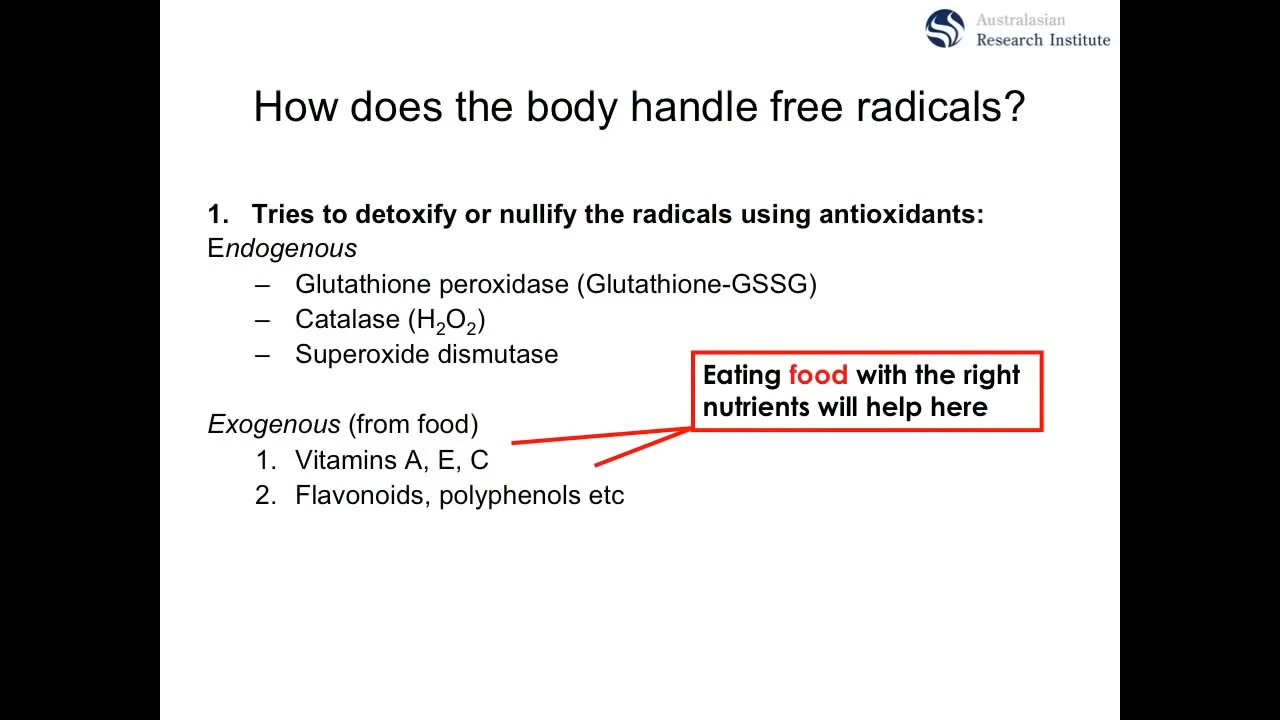 Australasian
Research Institute
How does the body handle free radicals?
1. Tries to detoxify or nullify the radicals using antioxidants:
Endogenous
– Glutathione peroxidase (Glutathione-GSSG)
– Catalase (H₂O₂)
– Superoxide dismutase
Eating food with the right
nutrients will help here
Exogenous (from food)
1. Vitamins A, E, C
2. Flavonoids, polyphenols etc